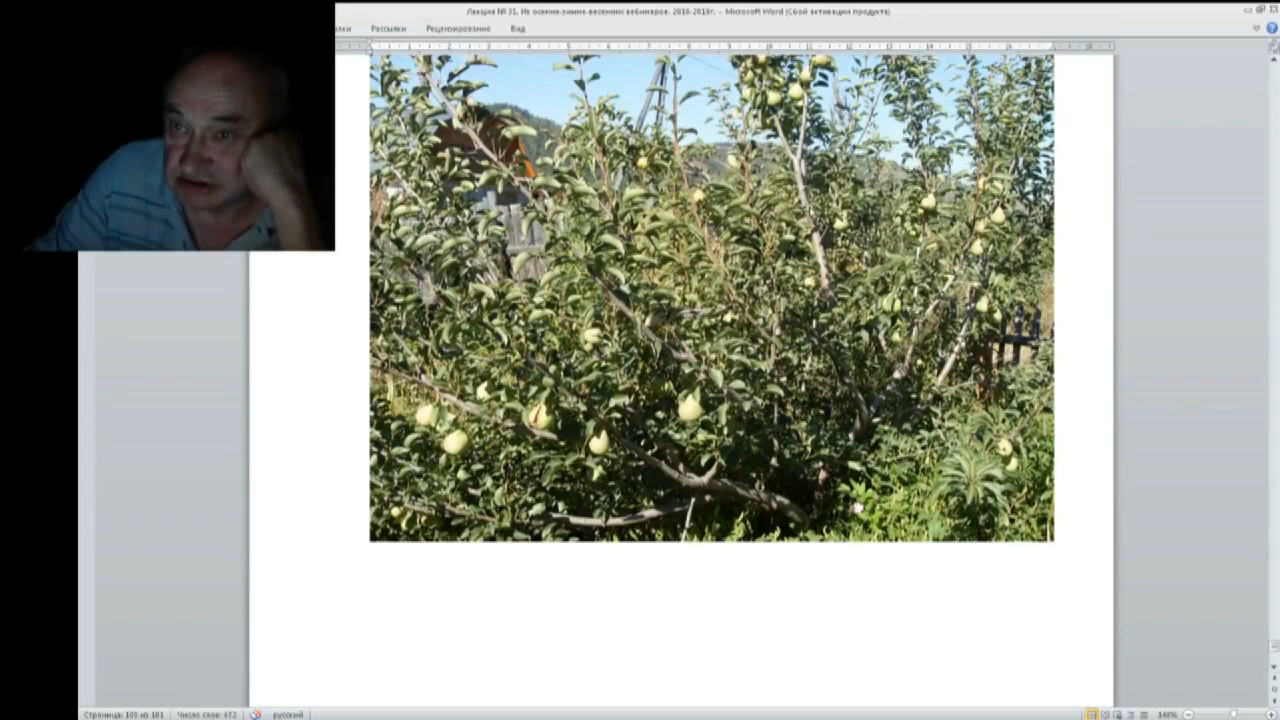 Лекция № 31. Из осенне-зимне-весенних вебинаров. 2018-2019г. - Microsoft Word (Сбой активации продукта)
Рассылки Рецензирование Вид
Страница: 100 из 181 Число слов: 672 русский 148%